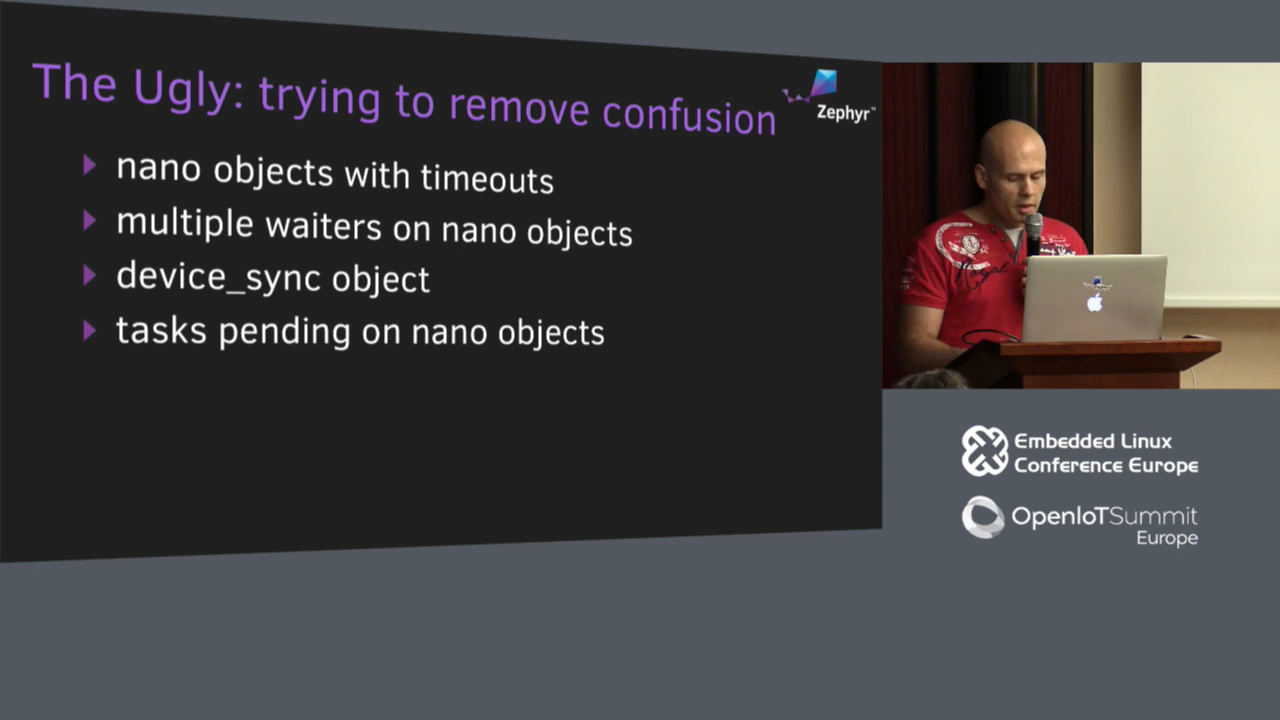 The Ugly: trying to remove confusion
Zephyr™
nano objects with timeouts
multiple waiters on nano objects
device_sync object
tasks pending on nano objects
Embedded Linux
Conference Europe
OpenIoTSummit
Europe